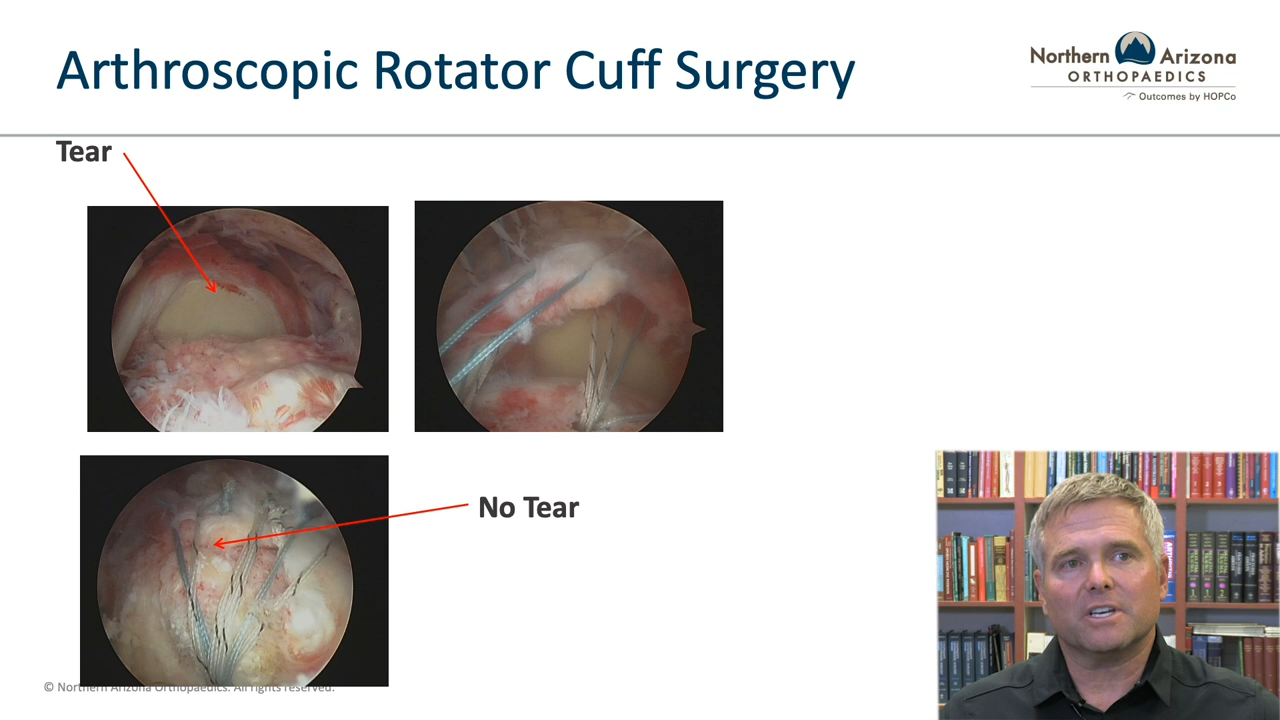 Arthroscopic Rotator Cuff Surgery
Northern Arizona
ORTHOPAEDICS
Outcomes by HOPCo
Tear
No Tear
© Northern Arizona Orthopaedics. All rights reserved.